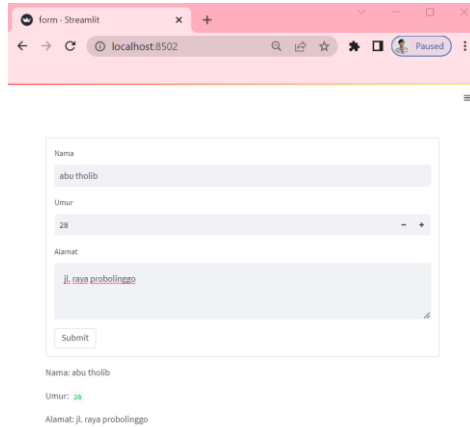 form · Streamlit
localhost:8502
Paused
Nama
abu tholib
Umur
28
Alamat
jl. raya probolinggo
Submit
Nama: abu tholib
Umur: 28
Alamat: jl. raya probolinggo